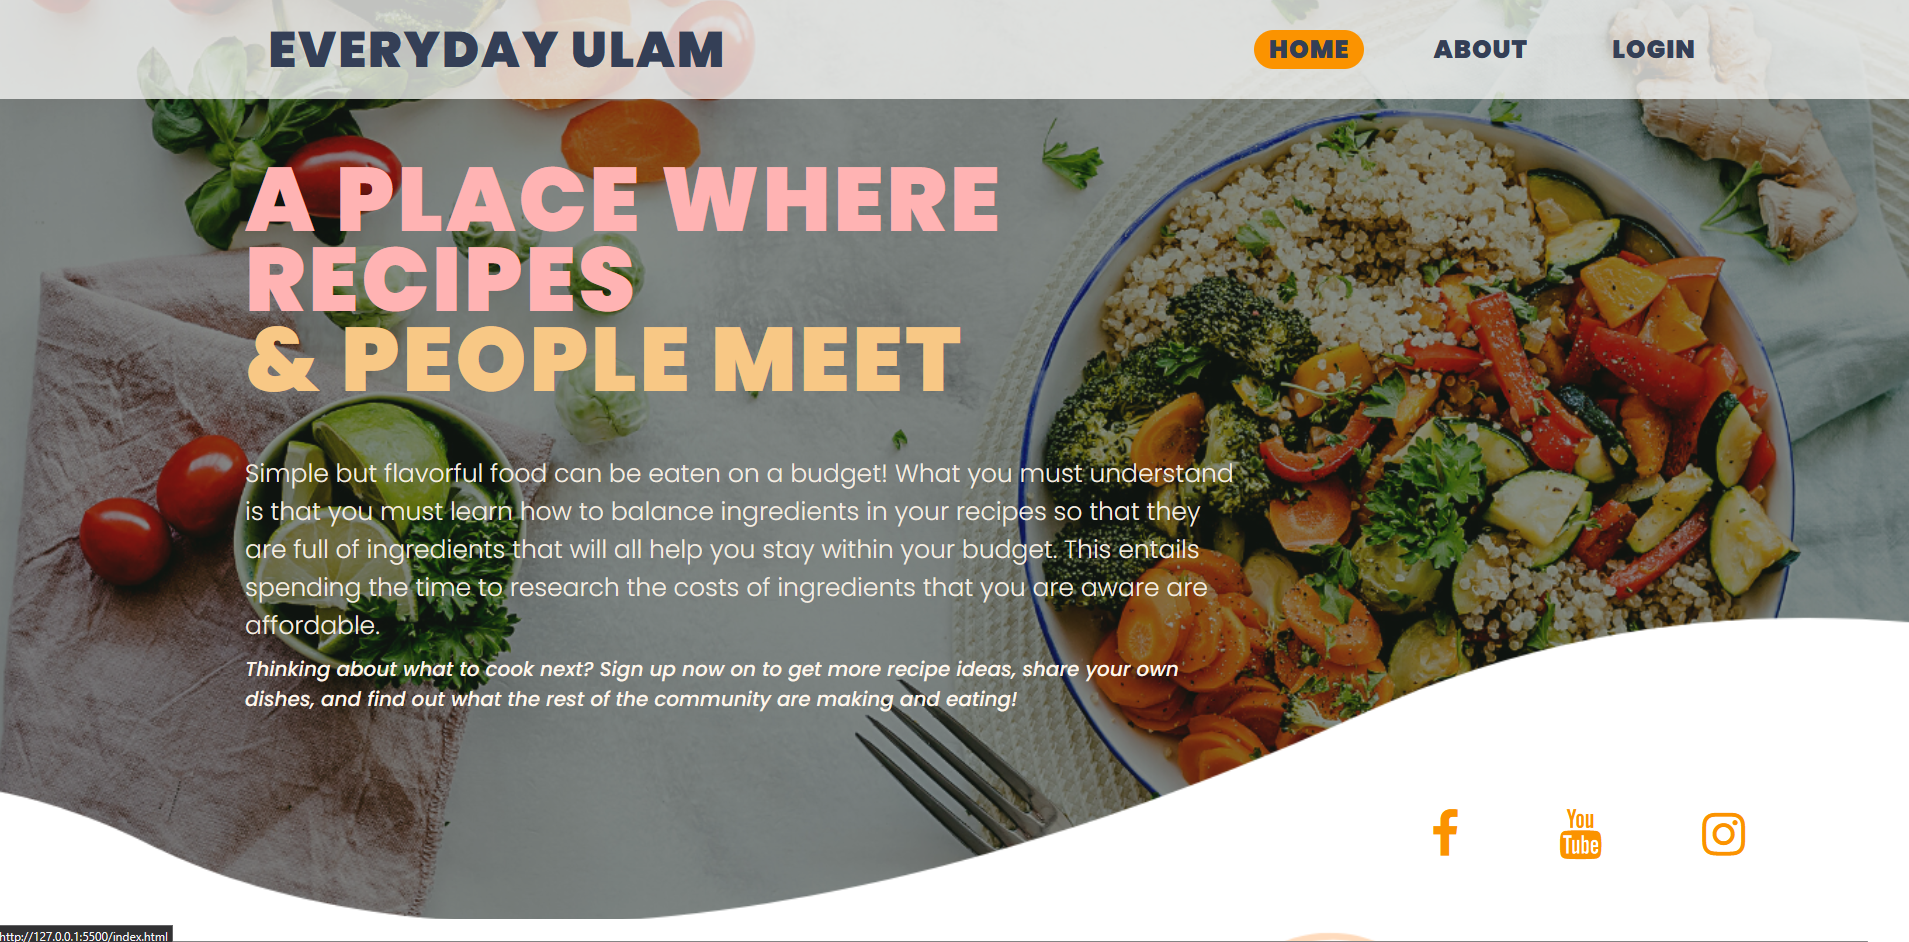 EVERYDAY ULAM
HOME ABOUT LOGIN
A PLACE WHERE
RECIPES
& PEOPLE MEET
Simple but flavorful food can be eaten on a budget! What you must understand
is that you must learn how to balance ingredients in your recipes so that they
are full of ingredients that will all help you stay within your budget. This entails
spending the time to research the costs of ingredients that you are aware are
affordable.
Thinking about what to cook next? Sign up now on to get more recipe ideas, share your own
dishes, and find out what the rest of the community are making and eating!
You
Tube
http://127.0.0.1:5500/index.html